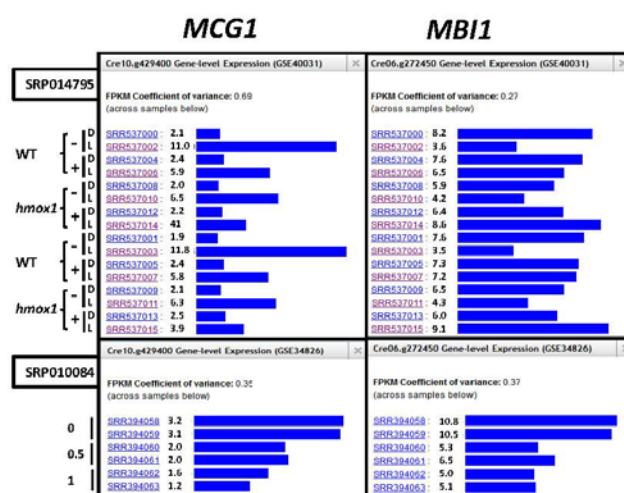 MCG1 MBI1
SRP014795
Cre10.g429400 Gene-level Expression (GSE40031) ×
FPKM Coefficient of variance: 0.69
(across samples below)
WT - D SRR537000: 2.1
L SRR537002: 11.0
+ D SRR537004: 2.4
L SRR537006: 5.9
hmox1 - D SRR537008: 2.0
L SRR537010: 6.5
+ D SRR537012: 2.2
L SRR537014: 41
WT - D SRR537001: 1.9
L SRR537003: 11.8
+ D SRR537005: 2.4
L SRR537007: 5.8
hmox1 - D SRR537009: 2.1
L SRR537011: 6.3
+ D SRR537013: 2.5
L SRR537015: 3.9
Cre06.g272450 Gene-level Expression (GSE40031) ×
FPKM Coefficient of variance: 0.27
(across samples below)
SRR537000: 8.2
SRR537002: 3.6
SRR537004: 7.6
SRR537006: 6.5
SRR537008: 5.9
SRR537010: 4.2
SRR537012: 6.4
SRR537014: 8.6
SRR537001: 7.6
SRR537003: 3.5
SRR537005: 7.3
SRR537007: 7.2
SRR537009: 6.5
SRR537011: 4.3
SRR537013: 6.0
SRR537015: 9.1
SRP010084
Cre10.g429400 Gene-level Expression (GSE34826) ×
FPKM Coefficient of variance: 0.35
(across samples below)
0 SRR394058 3.2
SRR394059 3.1
0.5 SRR394060 2.0
SRR394061 2.0
1 SRR394062 1.6
SRR394063 1.2
Cre06.g272450 Gene-level Expression (GSE34826) ×
FPKM Coefficient of variance: 0.37
(across samples below)
SRR394058: 10.8
SRR394059: 10.5
SRR394060: 5.3
SRR394061: 6.5
SRR394062: 5.0
SRR394063: 5.1